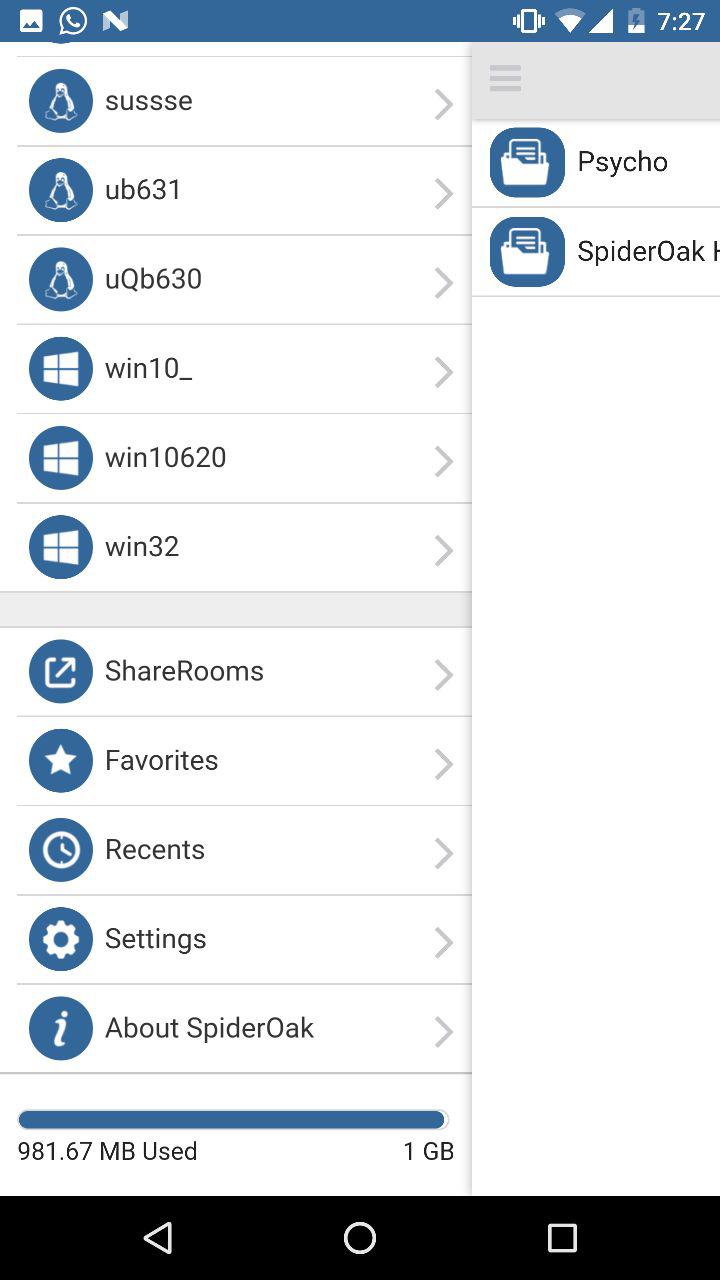 7:27
sussse
ub631
uQb630
win10_
win10620
win32
ShareRooms
Favorites
Recents
Settings
About SpiderOak
981.67 MB Used
1 GB
Psycho
SpiderOak H